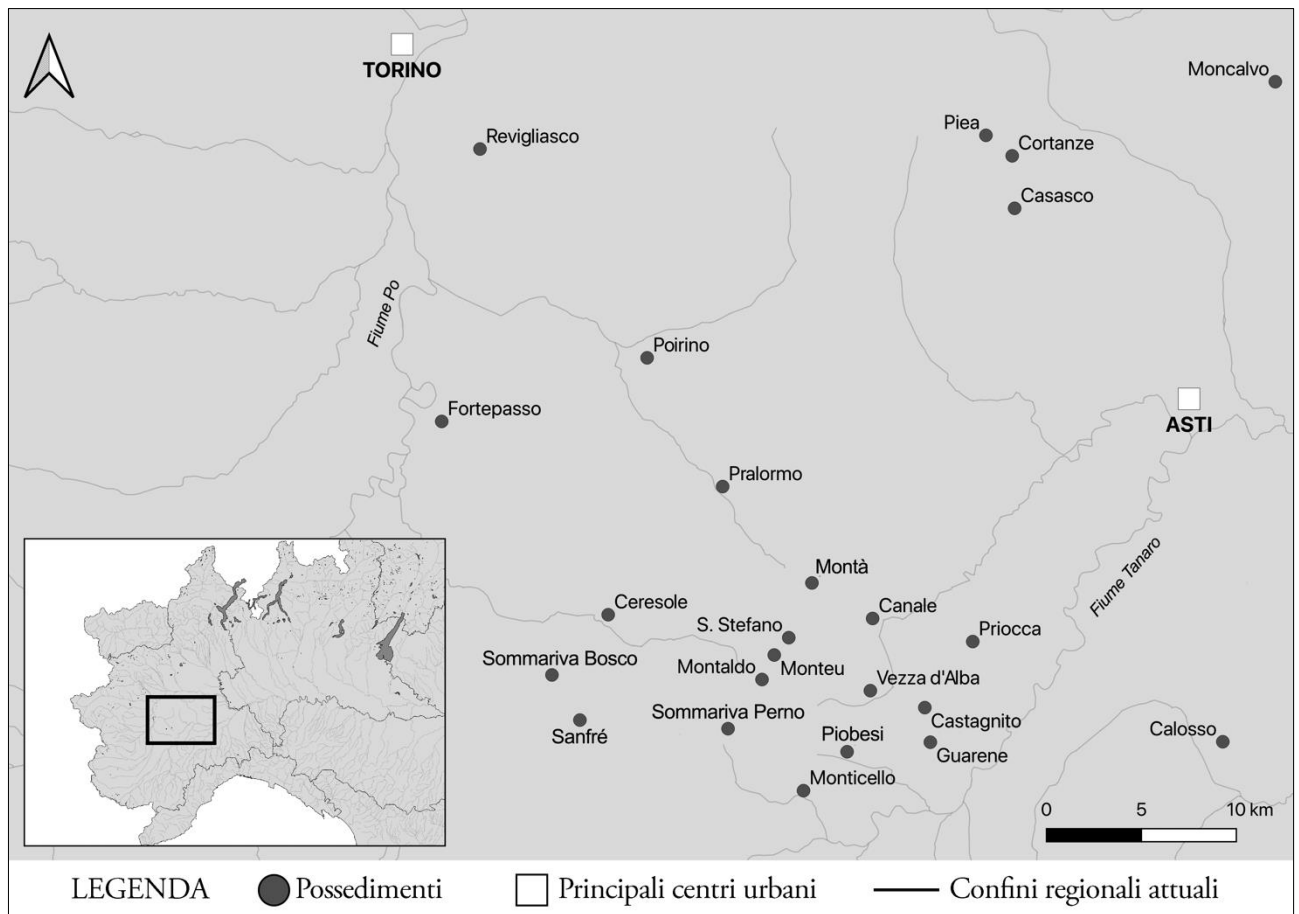 TORINO
Moncalvo
Revigliasco
Piea
Cortanze
Casasco
Fiume Po
Poirino
Fortepasso
ASTI
Pralormo
Fiume Tanaro
Montà
Ceresole
Canale
S. Stefano
Priocca
Sommariva Bosco
Montaldo
Monteu
Vezza d'Alba
Sommariva Perno
Castagnito
Sanfré
Piobesi
Guarene
Calosso
Monticello
0 5 10 km
LEGENDA Possedimenti Principali centri urbani Confini regionali attuali